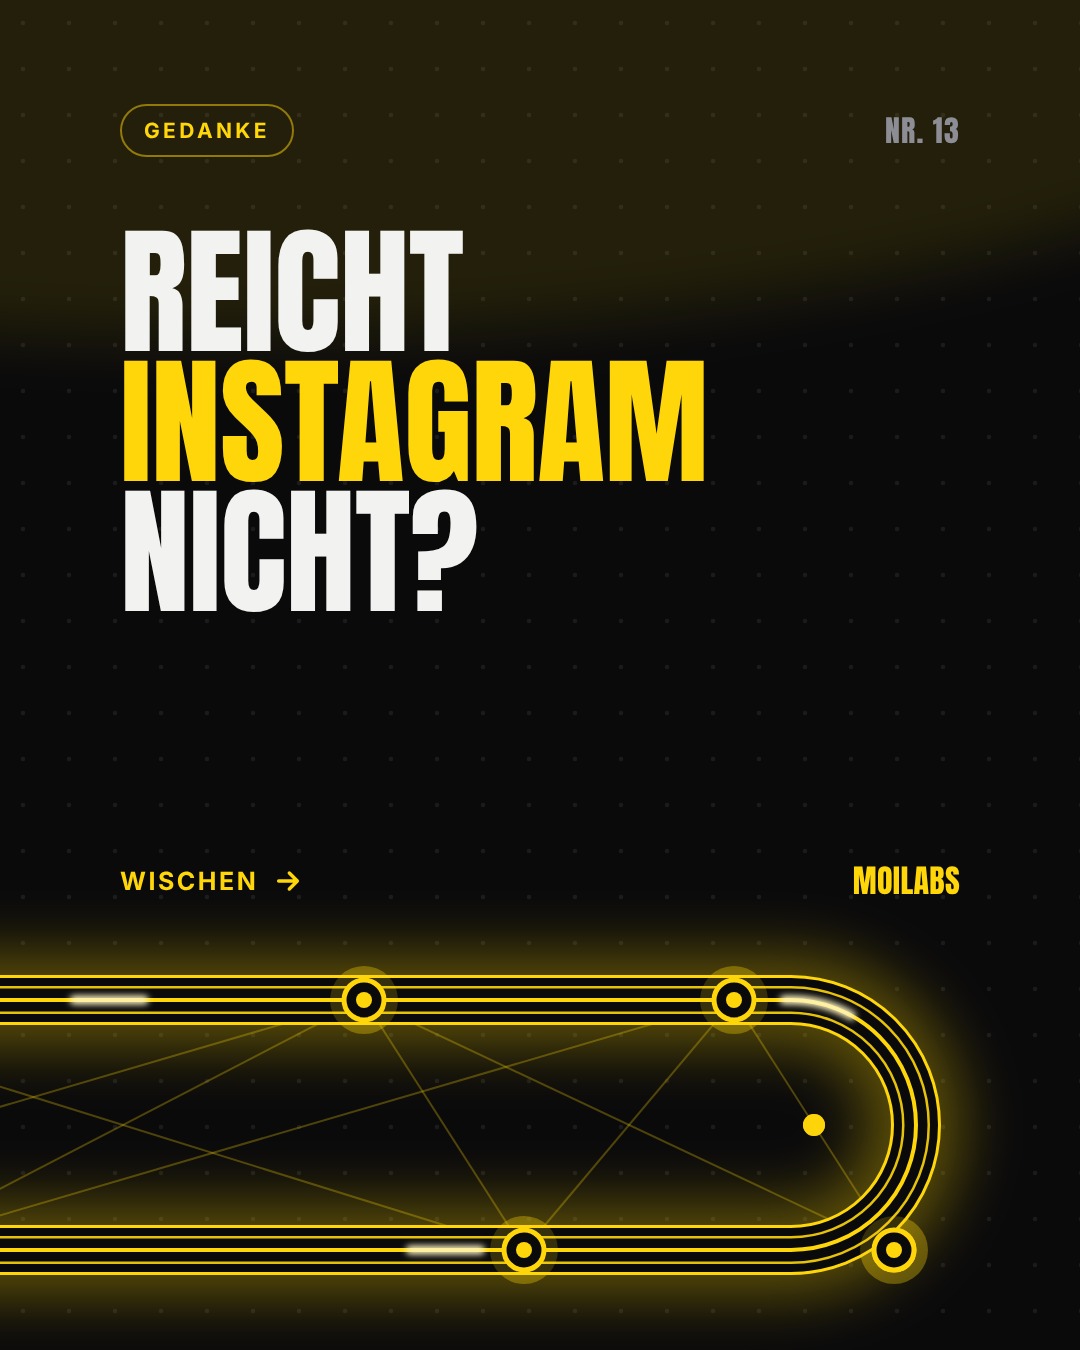 GEDANKE
NR. 13
REICHT
INSTAGRAM
NICHT?
WISCHEN →
MOILABS